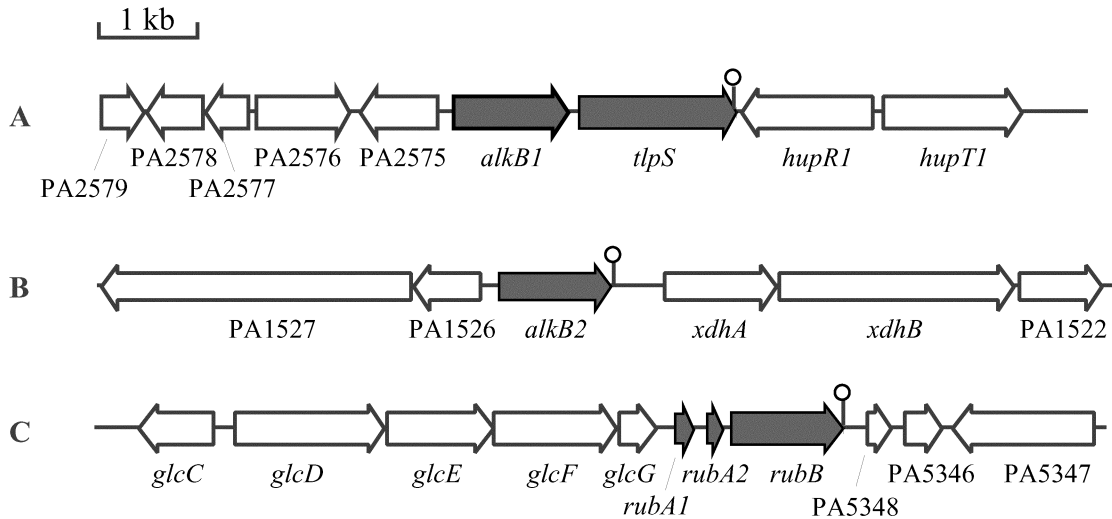 1 kb
A
PA2579
PA2578
PA2577
PA2576
PA2575
alkB1
tlpS
hupR1
hupT1
B
PA1527
PA1526
alkB2
xdhA
xdhB
PA1522
C
glcC
glcD
glcE
glcF
glcG
rubA1
rubA2
rubB
PA5348
PA5346
PA5347